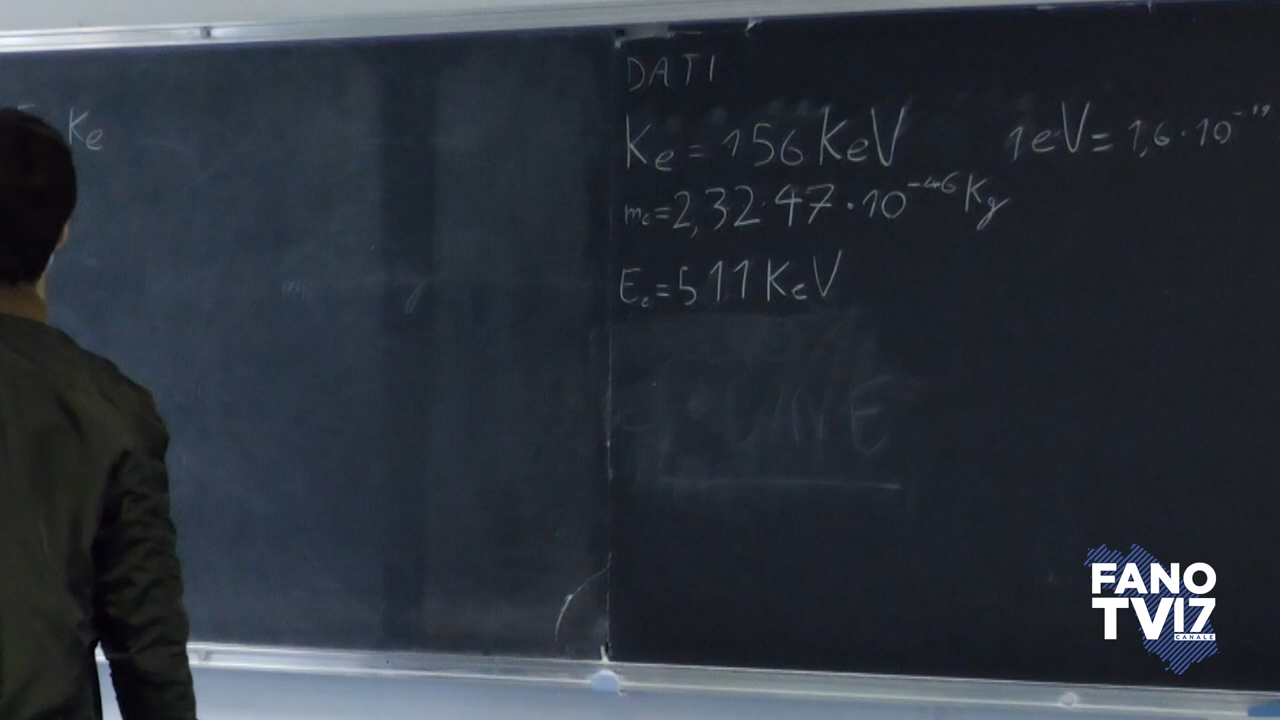 Ke
DATI
Ke = 156 KeV 1eV = 1,6 · 10⁻¹⁹
mc = 2,32·47 · 10⁻⁴⁶ Kg
Ee = 511 KeV
FANO
TV17
CANALE